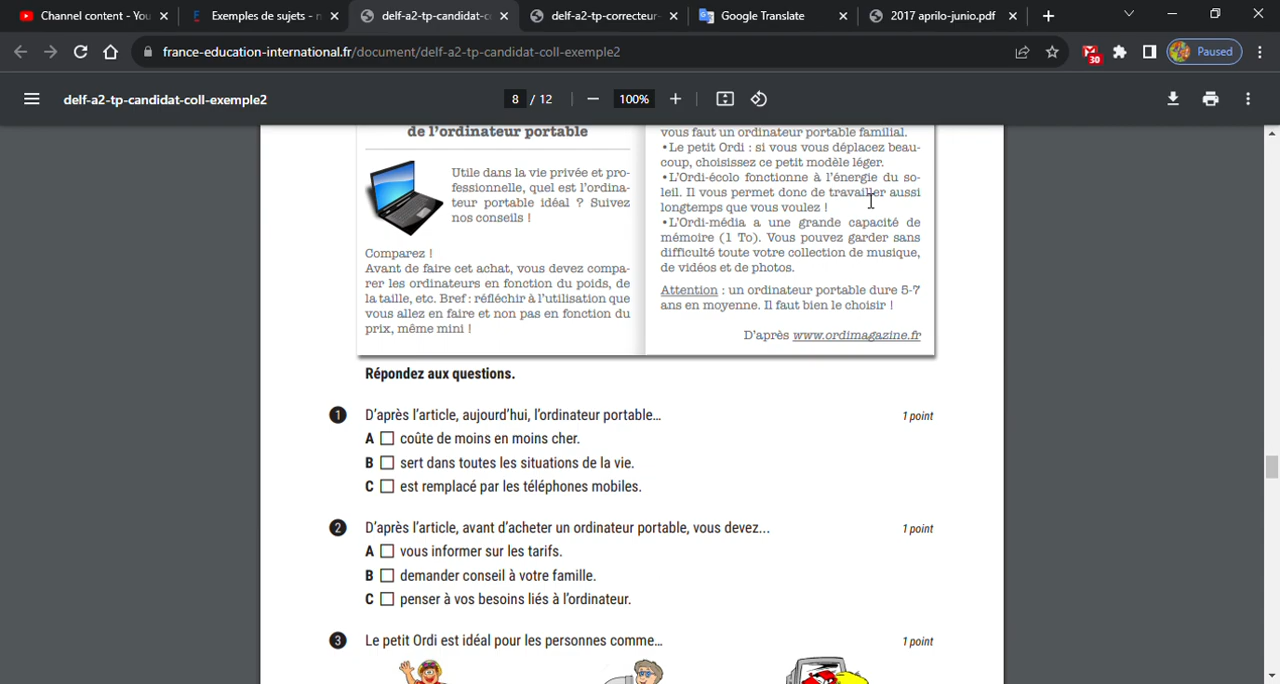 Channel content - You
Exemples de sujets - n
delf-a2-tp-candidat-co
delf-a2-tp-correcteur-
Google Translate
2017 aprilo-junio.pdf
france-education-international.fr/document/delf-a2-tp-candidat-coll-exemple2
30
Paused
delf-a2-tp-candidat-coll-exemple2
8 / 12
100%
de l'ordinateur portable
Utile dans la vie privée et pro-
fessionnelle, quel est l'ordina-
teur portable idéal ? Suivez
nos conseils !
Comparez !
Avant de faire cet achat, vous devez compa-
rer les ordinateurs en fonction du poids, de
la taille, etc. Bref : réfléchir à l'utilisation que
vous allez en faire et non pas en fonction du
prix, même mini !
vous faut un ordinateur portable familial.
•Le petit Ordi : si vous vous déplacez beau-
coup, choisissez ce petit modèle léger.
•L'Ordi-écolo fonctionne à l'énergie du so-
leil. Il vous permet donc de travailler aussi
longtemps que vous voulez !
•L'Ordi-média a une grande capacité de
mémoire (1 To). Vous pouvez garder sans
difficulté toute votre collection de musique,
de vidéos et de photos.
Attention : un ordinateur portable dure 5-7
ans en moyenne. Il faut bien le choisir !
D'après www.ordimagazine.fr
Répondez aux questions.
1 D'après l'article, aujourd'hui, l'ordinateur portable... 1 point
A coûte de moins en moins cher.
B sert dans toutes les situations de la vie.
C est remplacé par les téléphones mobiles.
2 D'après l'article, avant d'acheter un ordinateur portable, vous devez... 1 point
A vous informer sur les tarifs.
B demander conseil à votre famille.
C penser à vos besoins liés à l'ordinateur.
3 Le petit Ordi est idéal pour les personnes comme... 1 point